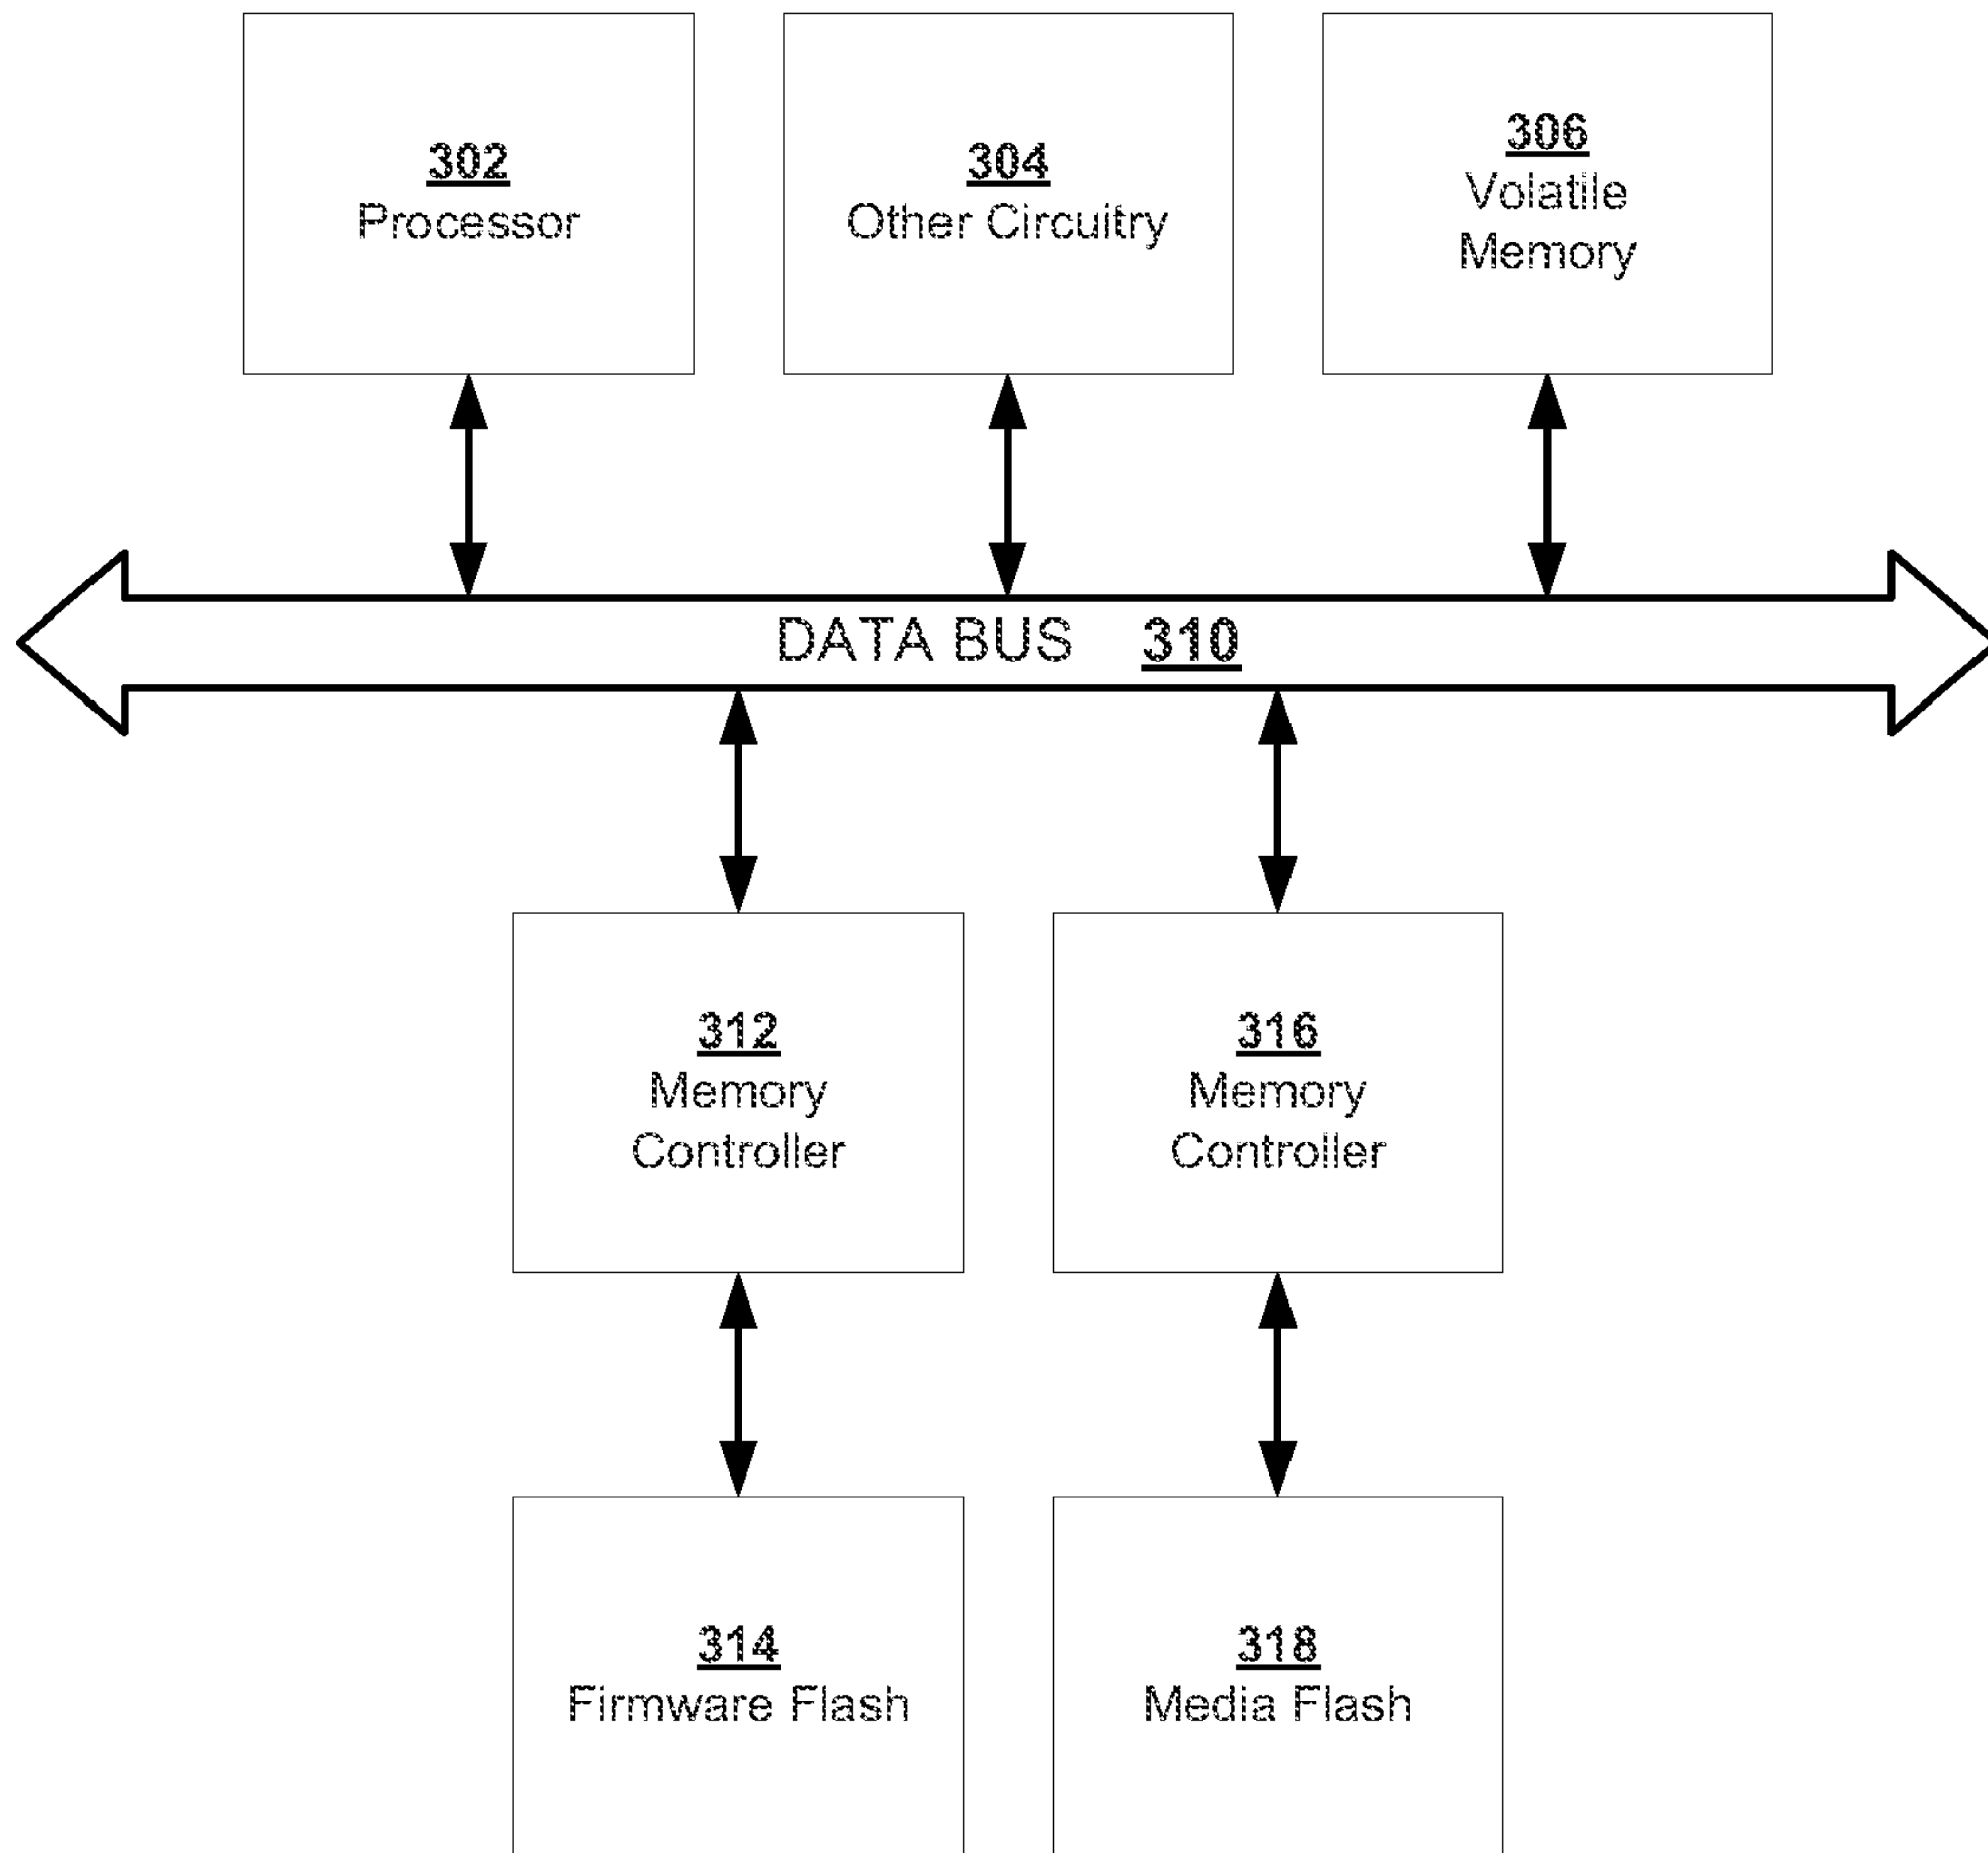 302
Processor
304
Other Circuitry
306
Volatile
Memory
DATA BUS 310
312
Memory
Controller
316
Memory
Controller
314
Firmware Flash
318
Media Flash